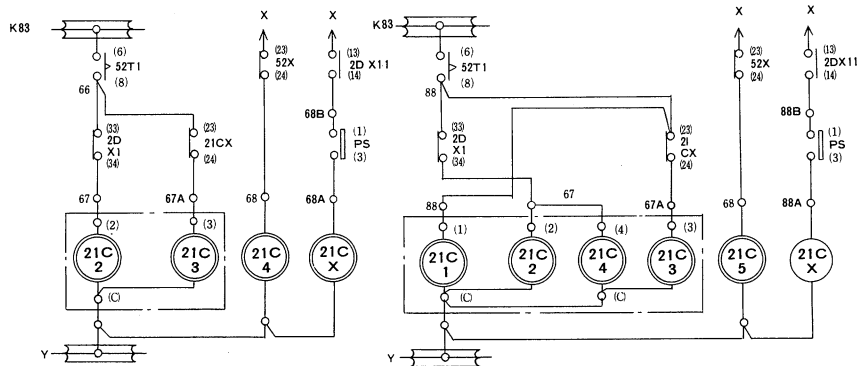 X X X X
K83 K83
(6) (23) (13) (6) (23) (13)
52T1 52X 2D X11 52T1 52X 2DX11
(8) (24) (14) (8) (24) (14)
66 88
68B 88B
(33) (23) (1) (33) (23) (1)
2D 21CX PS 2D 21 PS
X1 X1 CX
(34) (24) (3) (34) (24) (3)
67 67A 68 68A 88 67 67A 68 88A
(2) (3) (1) (2) (4) (3)
21C 21C 21C 21C 21C 21C 21C 21C 21C 21C
2 3 4 X 1 2 4 3 5 X
(C) (C) (C)
Y Y